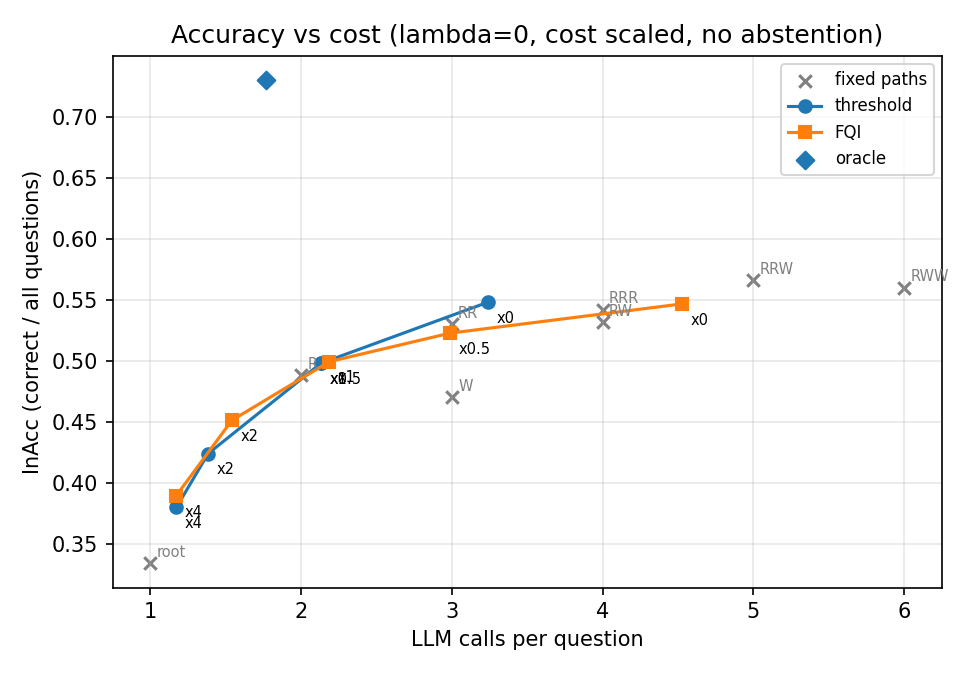 Accuracy vs cost (lambda=0, cost scaled, no abstention)
fixed paths
threshold
FQI
oracle
0.70
0.65
0.60
0.55
0.50
0.45
0.40
0.35
lnAcc (correct / all questions)
RRW
RWW
RRR
RW
RR
x0
x0
x0.5
W
x2
x2
x4
x4
root
1
2
3
4
5
6
LLM calls per question